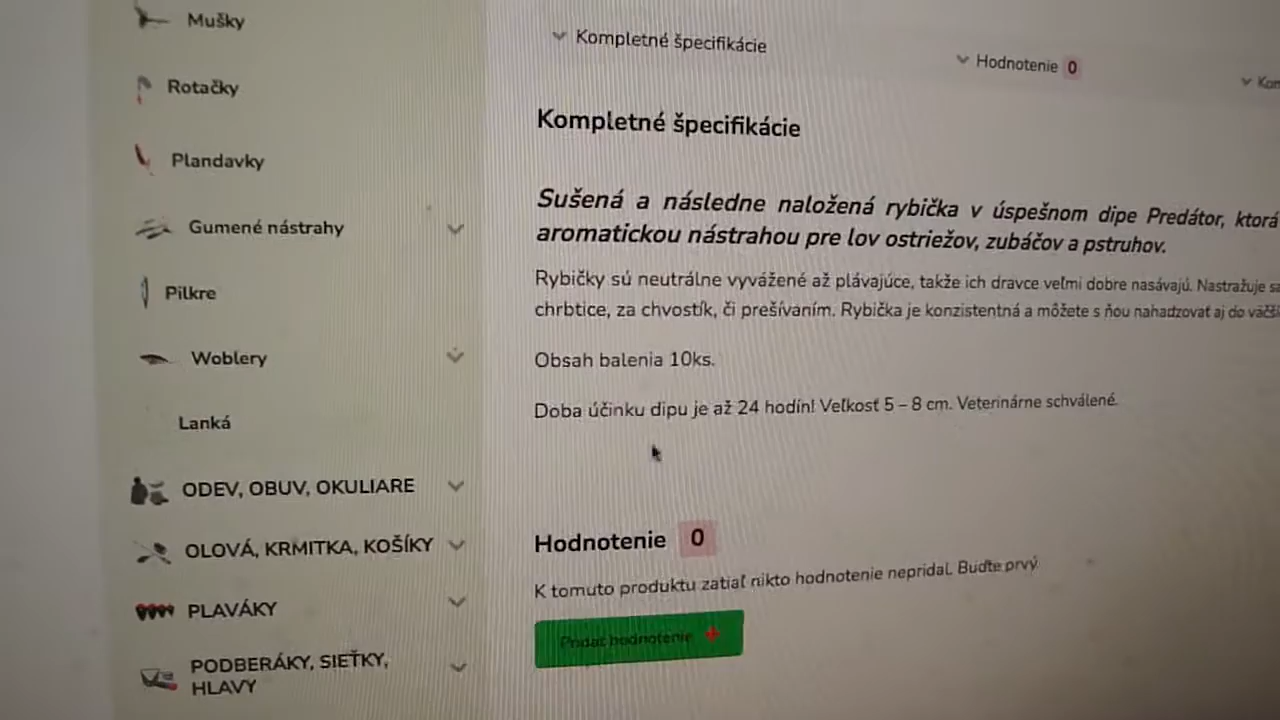 Mušky
Rotačky
Plandavky
Gumené nástrahy
Pilkre
Woblery
Lanká
ODEV, OBUV, OKULIARE
OLOVÁ, KRMITKA, KOŠÍKY
PLAVÁKY
PODBERÁKY, SIEŤKY,
HLAVY
Kompletné špecifikácie
Hodnotenie 0
Kompletné špecifikácie
Sušená a následne naložená rybička v úspešnom dipe Predátor, ktorá
aromatickou nástrahou pre lov ostriežov, zubáčov a pstruhov.
Rybičky sú neutrálne vyvážené až plávajúce, takže ich dravce veľmi dobre nasávajú. Nastražuje
chrbtice, za chvostík, či prešívaním. Rybička je konzistentná a môžete s ňou nahadzovať aj do
Obsah balenia 10ks.
Doba účinku dipu je až 24 hodín! Veľkosť 5 – 8 cm. Veterinárne schválené.
Hodnotenie 0
K tomuto produktu zatiaľ nikto hodnotenie nepridal. Buďte prvý.
Pridať hodnotenie +